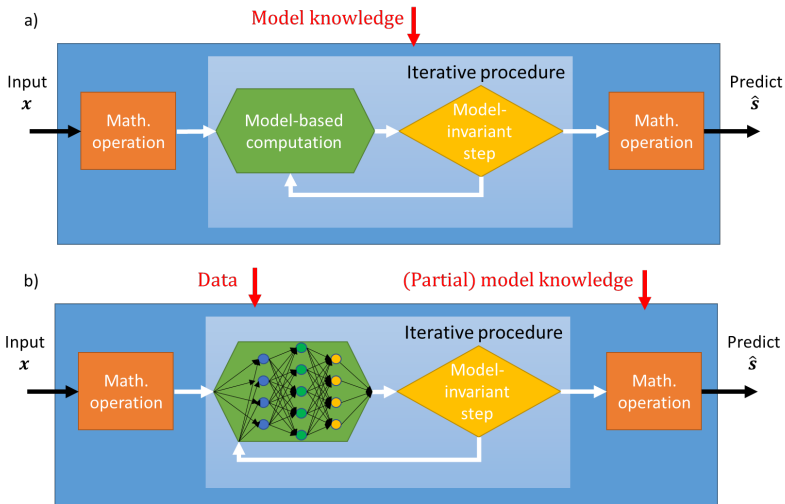 a)
Model knowledge
Iterative procedure
Input
x
Predict
ŝ
Math.
operation
Model-based
computation
Model-
invariant
step
Math.
operation
b)
Data
(Partial) model knowledge
Iterative procedure
Input
x
Predict
ŝ
Math.
operation
Model-
invariant
step
Math.
operation